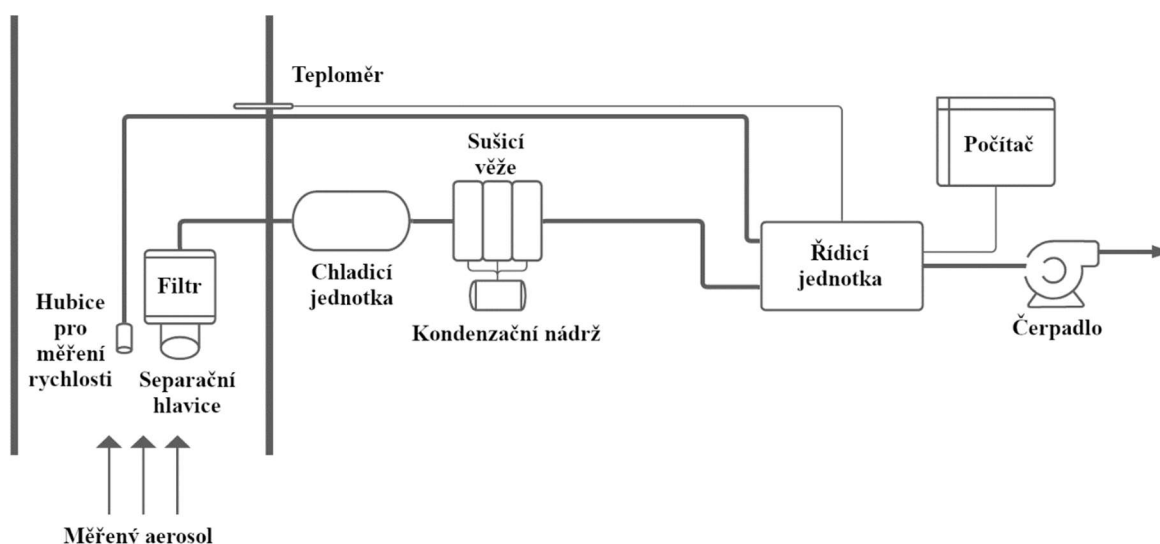 Teploměr
Sušicí
věže
Počítač
Filtr
Chladicí
jednotka
Řídicí
jednotka
Hubice
pro
měření
rychlosti
Kondenzační nádrž
Čerpadlo
Separační
hlavice
Měřený aerosol